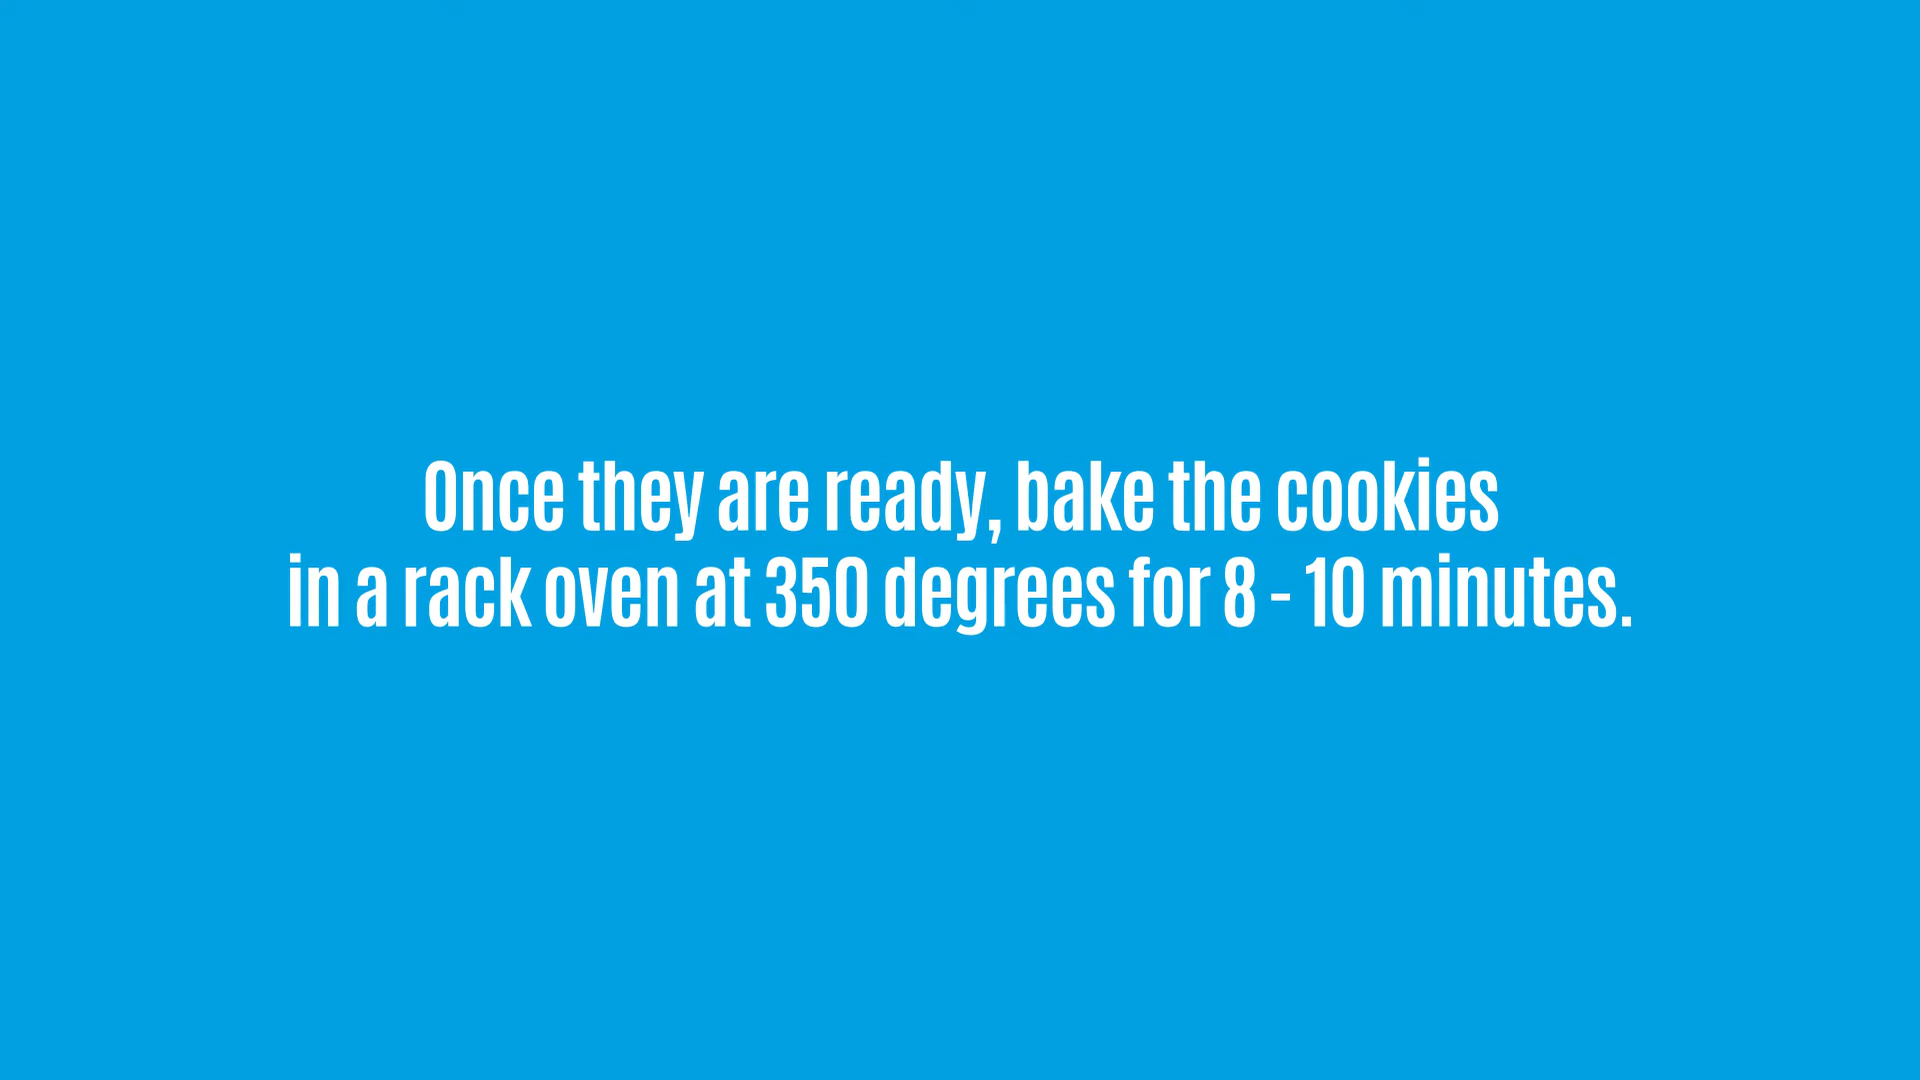 Once they are ready, bake the cookies
in a rack oven at 350 degrees for 8 - 10 minutes.